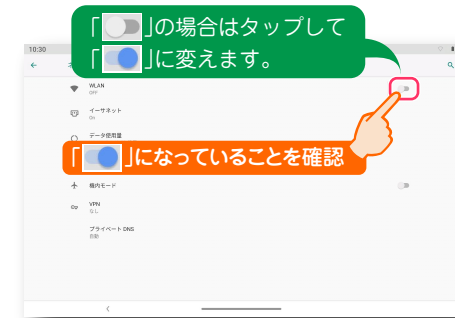 「 」の場合はタップして
「 」に変えます。
10:30
WLAN
OFF
イーサネット
On
データ使用量
「 」になっていることを確認
機内モード
VPN
なし
プライベート DNS
自動